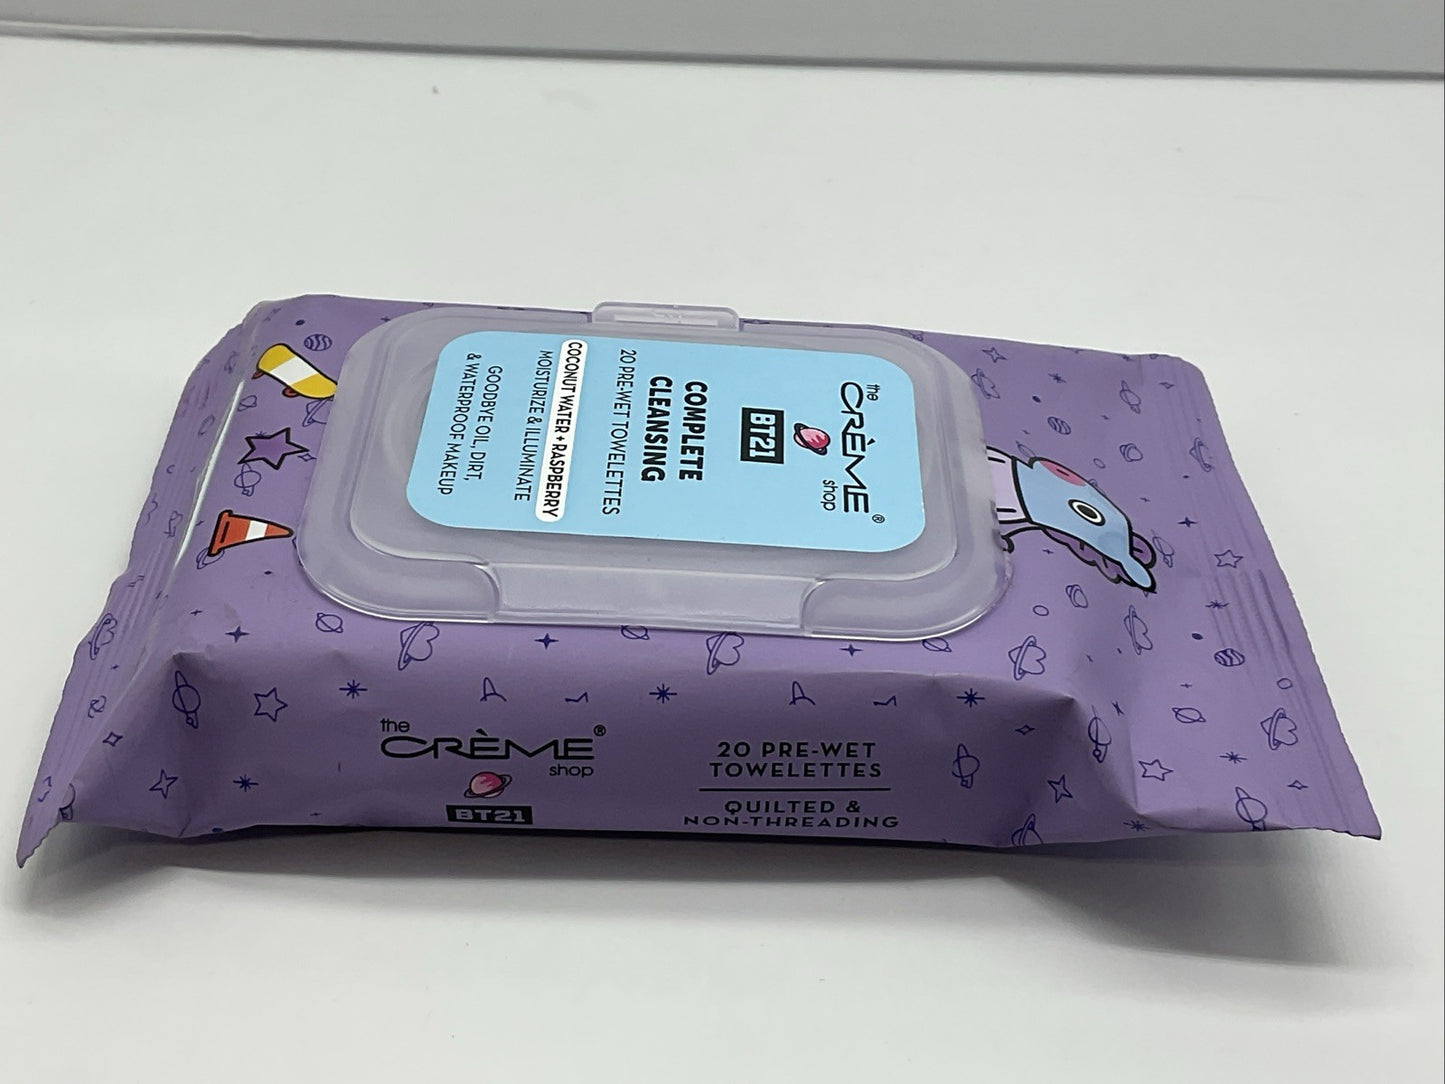 the
CRÈME®
shop
BT21
COMPLETE
CLEANSING
20 PRE-WET TOWELETTES
COCONUT WATER + RASPBERRY
MOISTURIZE & ILLUMINATE
GOODBYE OIL, DIRT,
& WATERPROOF MAKEUP
the
CRÈME®
shop
BT21
20 PRE-WET
TOWELETTES
QUILTED &
NON-THREADING